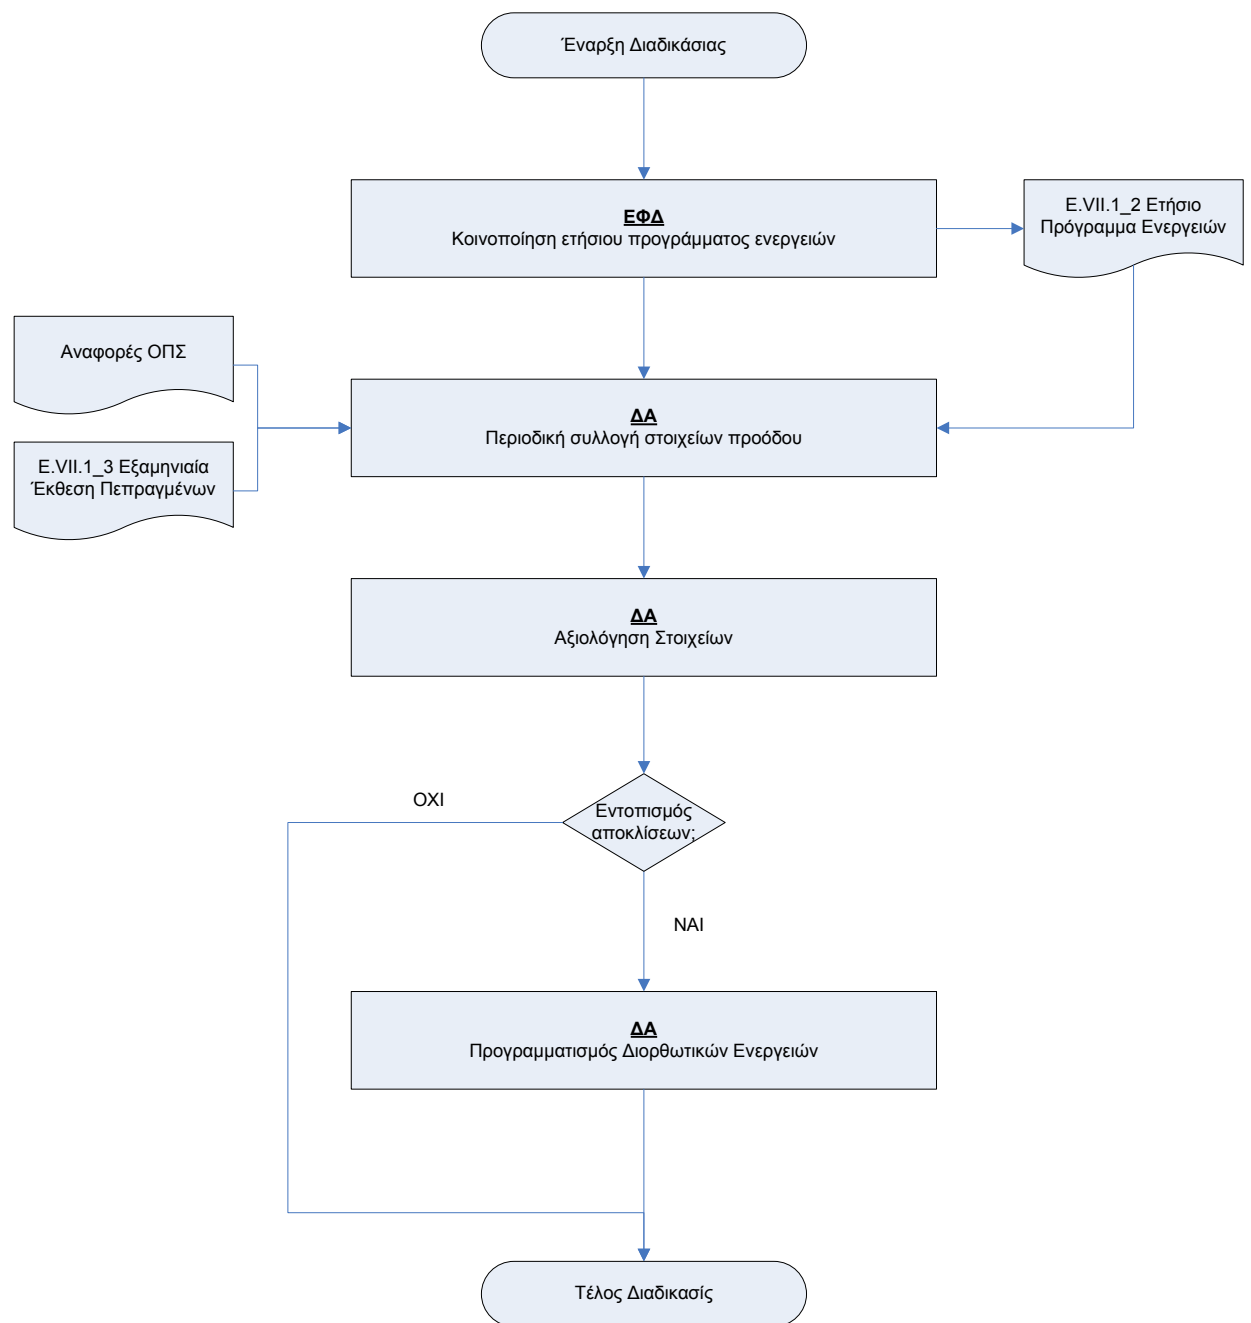 Έναρξη Διαδικάσιας
ΕΦΔ
Κοινοποίηση ετήσιου προγράμματος ενεργειών
Ε.VII.1_2 Ετήσιο
Πρόγραμμα Ενεργειών
Αναφορές ΟΠΣ
Ε.VII.1_3 Εξαμηνιαία
Έκθεση Πεπραγμένων
ΔΑ
Περιοδική συλλογή στοιχείων προόδου
ΔΑ
Αξιολόγηση Στοιχείων
ΟΧΙ
Εντοπισμός
αποκλίσεων;
ΝΑΙ
ΔΑ
Προγραμματισμός Διορθωτικών Ενεργειών
Τέλος Διαδικασίς